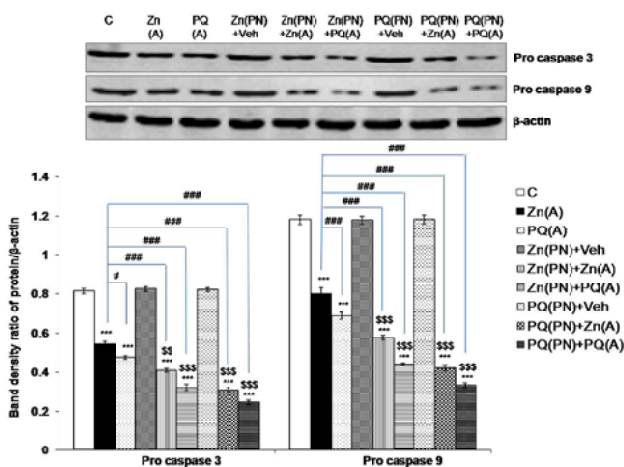 C Zn (A) PQ (A) Zn(PN) +Veh Zn(PN) +Zn(A) Zn(PN) +PQ(A) PQ(PN) +Veh PQ(PN) +Zn(A) PQ(PN) +PQ(A)
Pro caspase 3
Pro caspase 9
β-actin
Band density ratio of protein/β-actin
1.4
1.2
1
0.8
0.6
0.4
0.2
0
###
###
###
###
#
***
***
$$
***
$$$
***
$$$
***
$$$
***
###
###
###
###
###
***
***
$$$
***
$$$
***
$$$
***
$$$
***
Pro caspase 3
Pro caspase 9
C
Zn(A)
PQ(A)
Zn(PN)+Veh
Zn(PN)+Zn(A)
Zn(PN)+PQ(A)
PQ(PN)+Veh
PQ(PN)+Zn(A)
PQ(PN)+PQ(A)